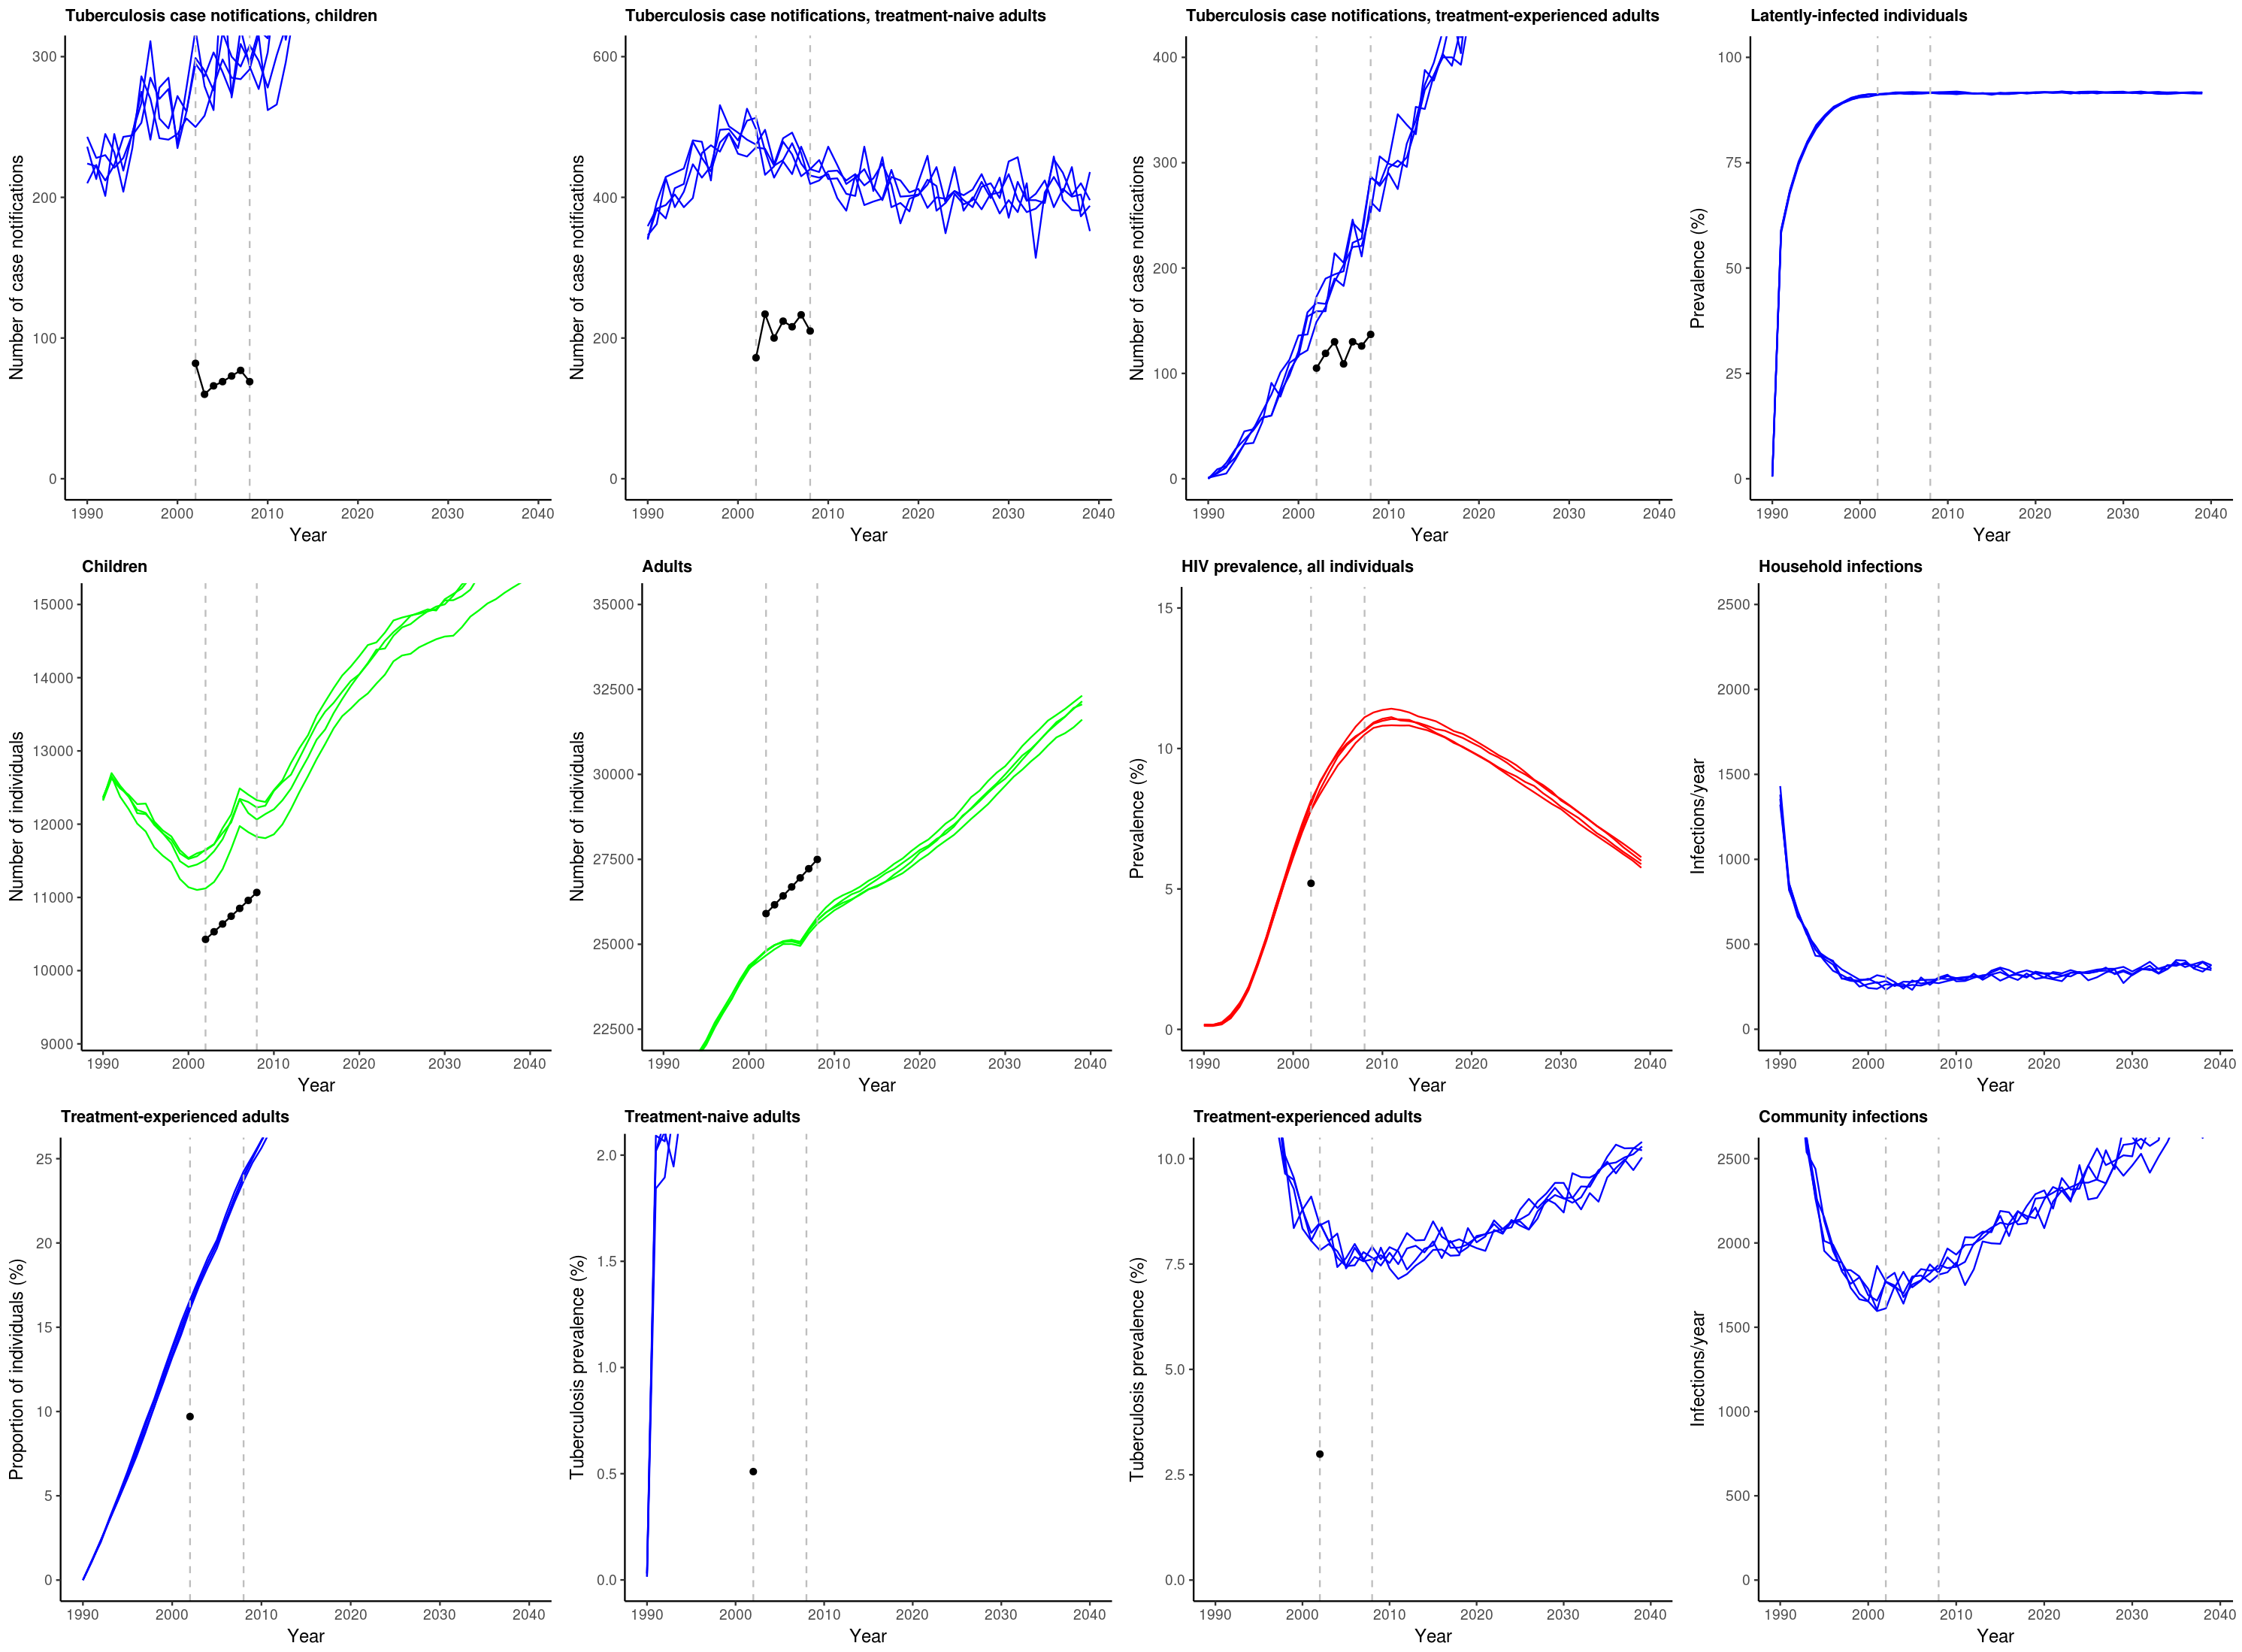 Tuberculosis case notifications, children
Number of case notifications
300
200
100
0
1990 2000 2010 2020 2030 2040
Year
Tuberculosis case notifications, treatment-naive adults
Number of case notifications
600
400
200
0
1990 2000 2010 2020 2030 2040
Year
Tuberculosis case notifications, treatment-experienced adults
Number of case notifications
400
300
200
100
0
1990 2000 2010 2020 2030 2040
Year
Latently-infected individuals
Prevalence (%)
100
75
50
25
0
1990 2000 2010 2020 2030 2040
Year
Children
Number of individuals
15000
14000
13000
12000
11000
10000
9000
1990 2000 2010 2020 2030 2040
Year
Adults
Number of individuals
35000
32500
30000
27500
25000
22500
1990 2000 2010 2020 2030 2040
Year
HIV prevalence, all individuals
Prevalence (%)
15
10
5
0
1990 2000 2010 2020 2030 2040
Year
Household infections
Infections/year
2500
2000
1500
1000
500
0
1990 2000 2010 2020 2030 2040
Year
Treatment-experienced adults
Proportion of individuals (%)
25
20
15
10
5
0
1990 2000 2010 2020 2030 2040
Year
Treatment-naive adults
Tuberculosis prevalence (%)
2.0
1.5
1.0
0.5
0.0
1990 2000 2010 2020 2030 2040
Year
Treatment-experienced adults
Tuberculosis prevalence (%)
10.0
7.5
5.0
2.5
0.0
1990 2000 2010 2020 2030 2040
Year
Community infections
Infections/year
2500
2000
1500
1000
500
0
1990 2000 2010 2020 2030 2040
Year